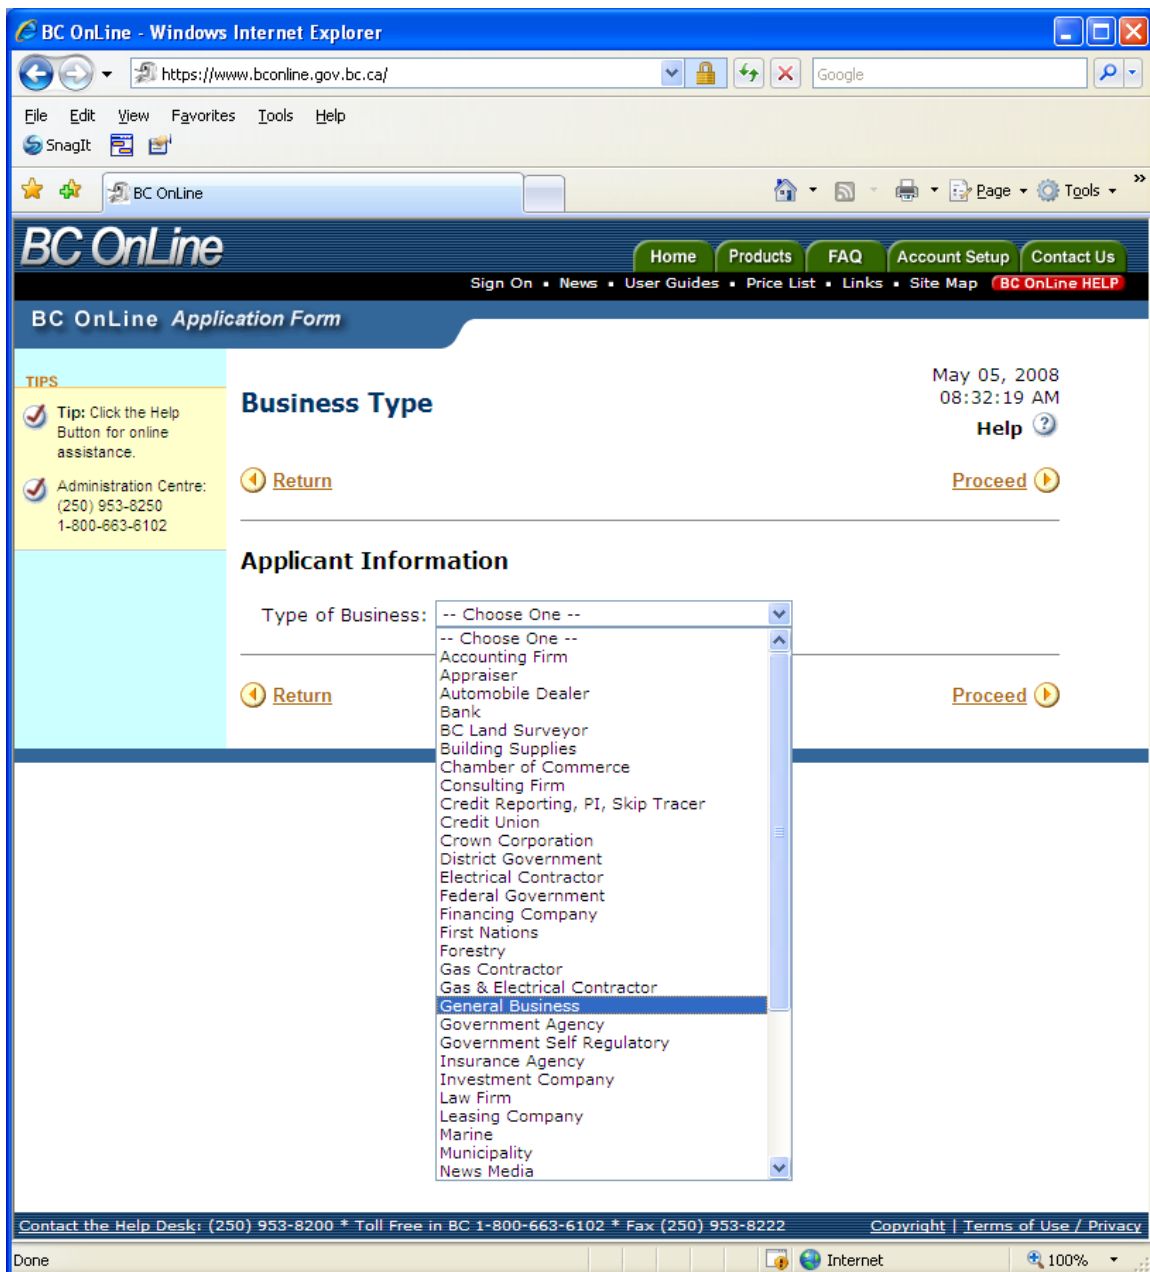 BC OnLine - Windows Internet Explorer
https://www.bconline.gov.bc.ca/
Google
File Edit View Favorites Tools Help
SnagIt
BC OnLine
Page Tools »
BC OnLine
Home Products FAQ Account Setup Contact Us
Sign On ▪ News ▪ User Guides ▪ Price List ▪ Links ▪ Site Map BC OnLine HELP
BC OnLine Application Form
TIPS
Tip: Click the Help
Button for online
assistance.
Administration Centre:
(250) 953-8250
1-800-663-6102
Business Type
May 05, 2008
08:32:19 AM
Help ?
Return
Proceed
Applicant Information
Type of Business: -- Choose One --
-- Choose One --
Accounting Firm
Appraiser
Automobile Dealer
Bank
BC Land Surveyor
Building Supplies
Chamber of Commerce
Consulting Firm
Credit Reporting, PI, Skip Tracer
Credit Union
Crown Corporation
District Government
Electrical Contractor
Federal Government
Financing Company
First Nations
Forestry
Gas Contractor
Gas & Electrical Contractor
General Business
Government Agency
Government Self Regulatory
Insurance Agency
Investment Company
Law Firm
Leasing Company
Marine
Municipality
News Media
Return
Proceed
Contact the Help Desk: (250) 953-8200 * Toll Free in BC 1-800-663-6102 * Fax (250) 953-8222
Copyright | Terms of Use / Privacy
Done
Internet
100%